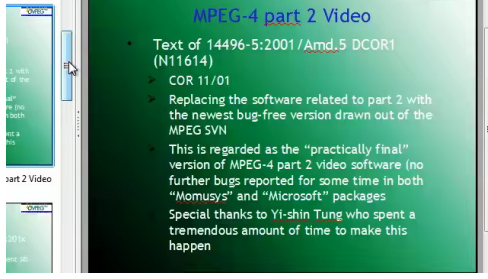 MPEG-4 part 2 Video
Text of 14496-5:2001/Amd.5 DCOR1
(N11614)
COR 11/01
Replacing the software related to part 2 with
the newest bug-free version drawn out of the
MPEG SVN
This is regarded as the “practically final”
version of MPEG-4 part 2 video software (no
further bugs reported for some time in both
“Momusys” and “Microsoft” packages
Special thanks to Yi-shin Tung who spent a
tremendous amount of time to make this
happen
part 2 Video